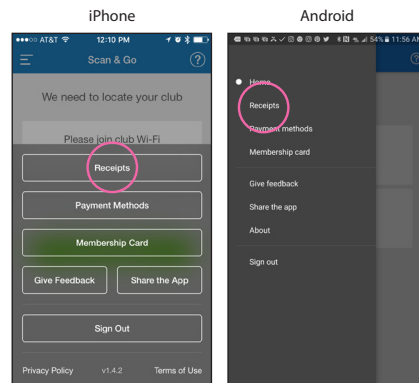 iPhone
Android
AT&T 12:10 PM
Scan & Go ?
We need to locate your club
Please join club Wi-Fi
Receipts
Payment Methods
Membership Card
Give Feedback Share the App
Sign Out
Privacy Policy v1.4.2 Terms of Use
54% 11:56 AM
?
Home
Receipts
Payment methods
Membership card
Give feedback
Share the app
About
Sign out